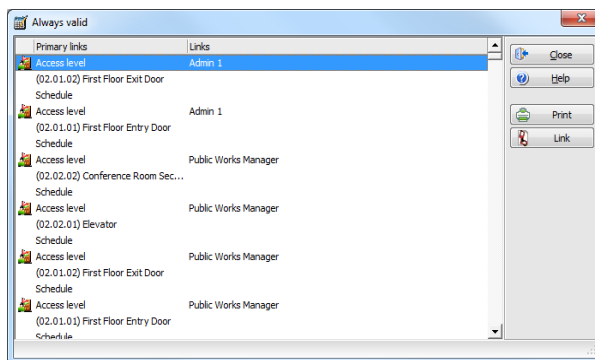 Always valid
Primary links Links
Access level Admin 1
(02.01.02) First Floor Exit Door
Schedule
Access level Admin 1
(02.01.01) First Floor Entry Door
Schedule
Access level Public Works Manager
(02.02.02) Conference Room Sec...
Schedule
Access level Public Works Manager
(02.02.01) Elevator
Schedule
Access level Public Works Manager
(02.01.02) First Floor Exit Door
Schedule
Access level Public Works Manager
(02.01.01) First Floor Entry Door
Schedule
Close
Help
Print
Link